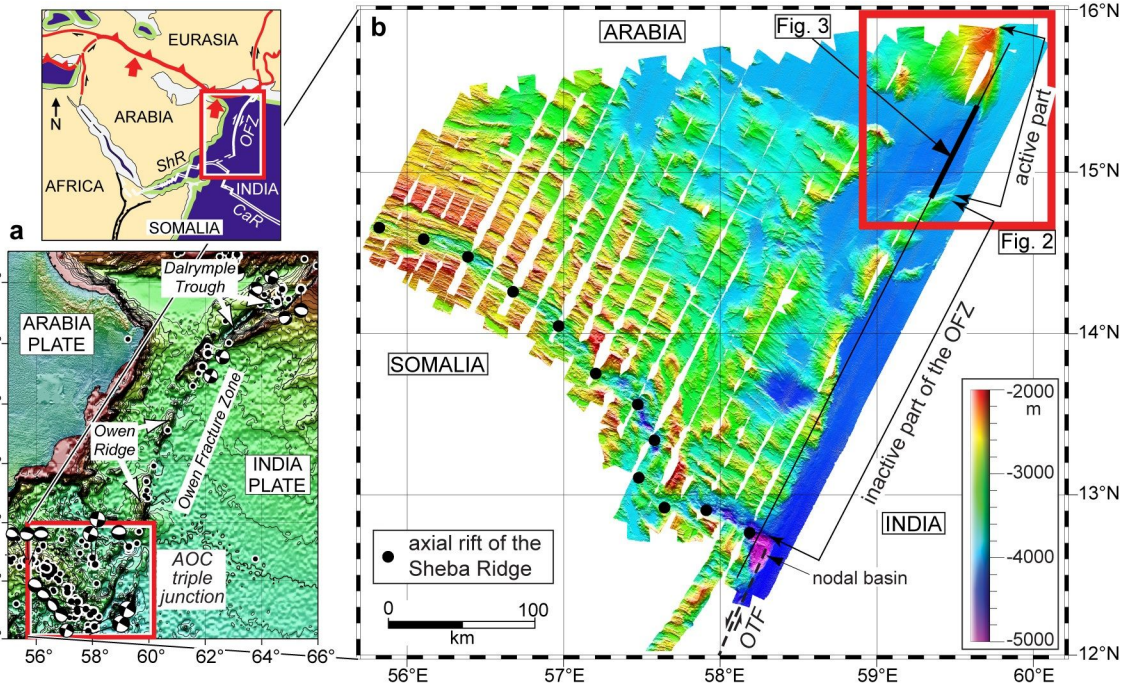 EURASIA
N
ARABIA
OFZ
ShR
AFRICA
INDIA
CaR
SOMALIA
a
Dalrymple
Trough
ARABIA
PLATE
Owen
Ridge
Owen Fracture Zone
INDIA
PLATE
AOC
triple
junction
56°
58°
60°
62°
64°
66°
b
ARABIA
Fig. 3
active part
Fig. 2
SOMALIA
inactive part of the OFZ
INDIA
nodal basin
OTF
axial rift of the
Sheba Ridge
0
100
km
-2000
m
-3000
-4000
-5000
16°N
15°N
14°N
13°N
12°N
56°E
57°E
58°E
59°E
60°E